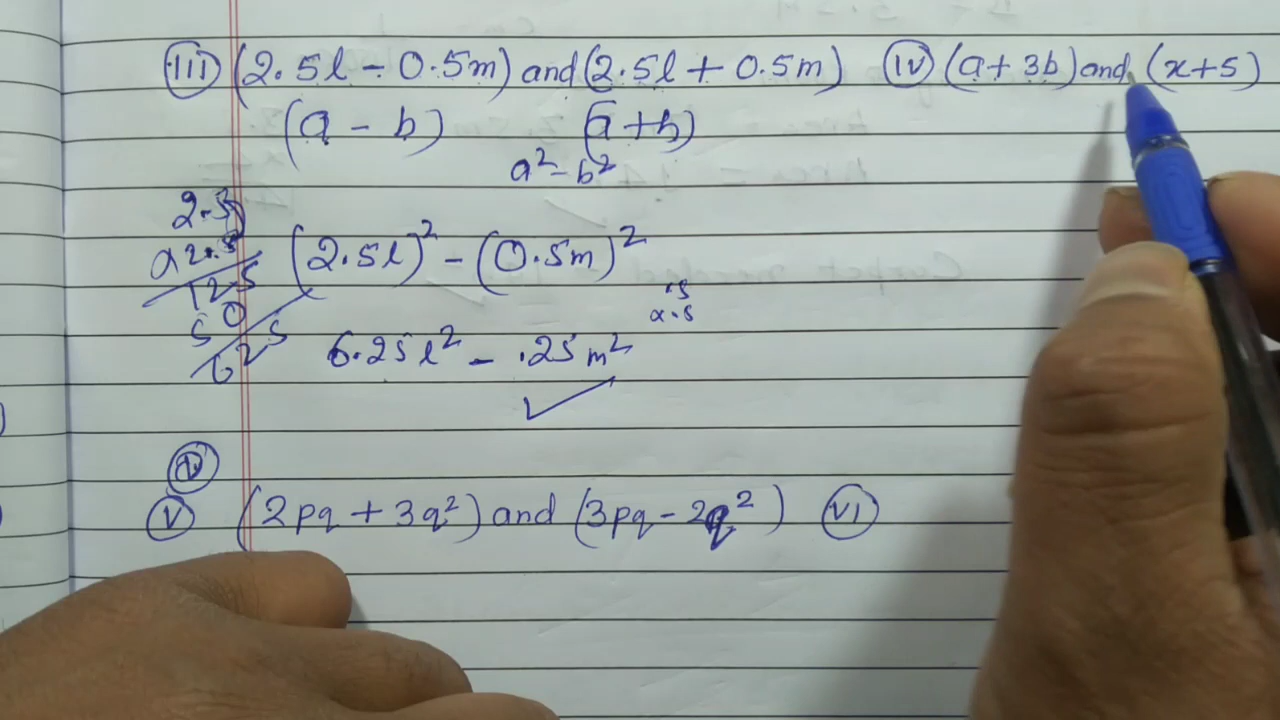 (iii) (2.5l - 0.5m) and (2.5l + 0.5m) (iv) (a + 3b) and (x+5)
(a - b) (a + b)
a² - b²
2.5
x 2.5
125
50
625
(2.5l)² - (0.5m)²
.5
x.5
6.25l² - .25m²
(iv)
(v) (2pq + 3q²) and (3pq - 2q²) (vi)